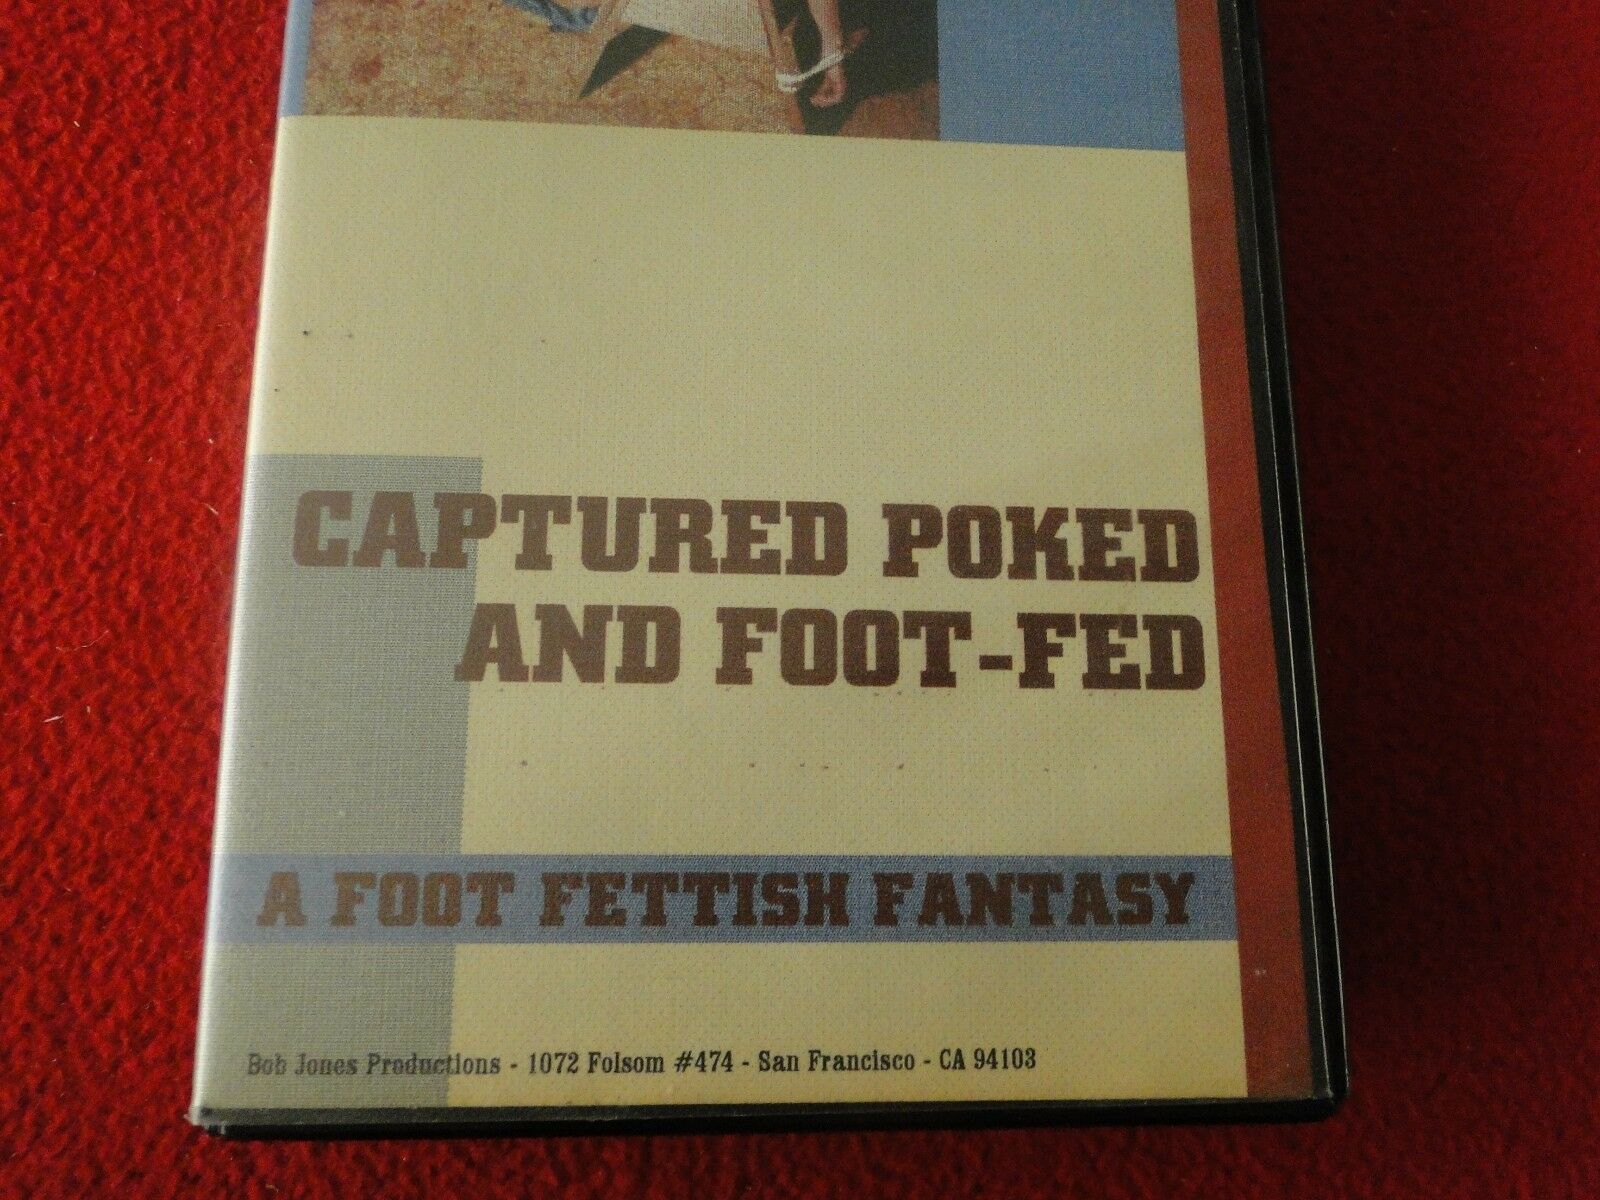 CAPTURED POKED
AND FOOT-FED
A FOOT FETTISH FANTASY
Bob Jones Productions - 1072 Folsom #474 - San Francisco - CA 94103